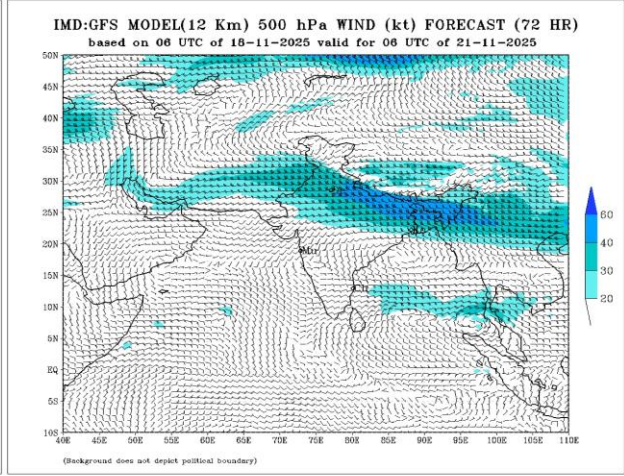 IMD:GFS MODEL(12 Km) 500 hPa WIND (kt) FORECAST (72 HR)
based on 06 UTC of 18-11-2025 valid for 06 UTC of 21-11-2025
50N
45N
40N
35N
30N
25N
20N
15N
10N
5N
EQ
5S
10S
40E 45E 50E 55E 60E 65E 70E 75E 80E 85E 90E 95E 100E 105E 110E
60
40
30
20
(Background does not depict political boundary)